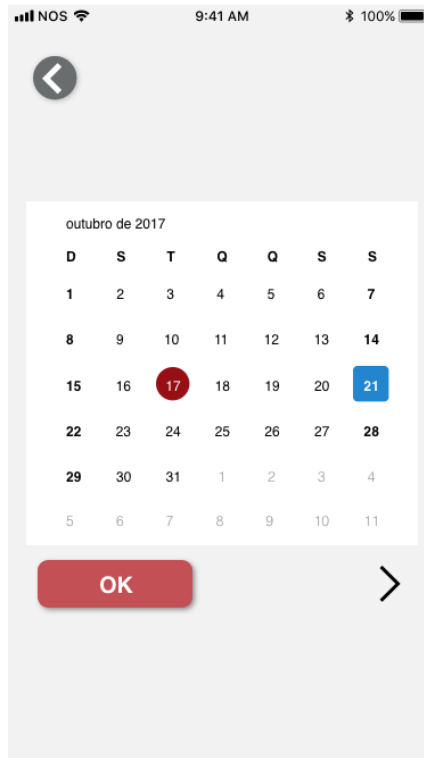 NOS 9:41 AM 100%
outubro de 2017
D S T Q Q S S
1 2 3 4 5 6 7
8 9 10 11 12 13 14
15 16 17 18 19 20 21
22 23 24 25 26 27 28
29 30 31 1 2 3 4
5 6 7 8 9 10 11
OK